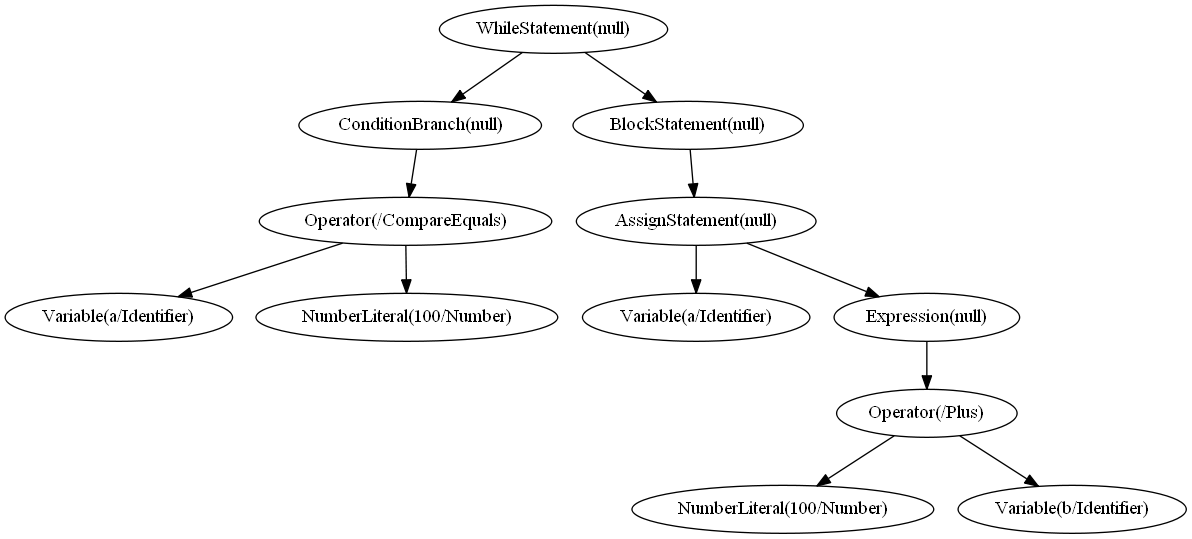 WhileStatement(null)
ConditionBranch(null)
BlockStatement(null)
Operator(/CompareEquals)
AssignStatement(null)
Variable(a/Identifier)
NumberLiteral(100/Number)
Variable(a/Identifier)
Expression(null)
Operator(/Plus)
NumberLiteral(100/Number)
Variable(b/Identifier)